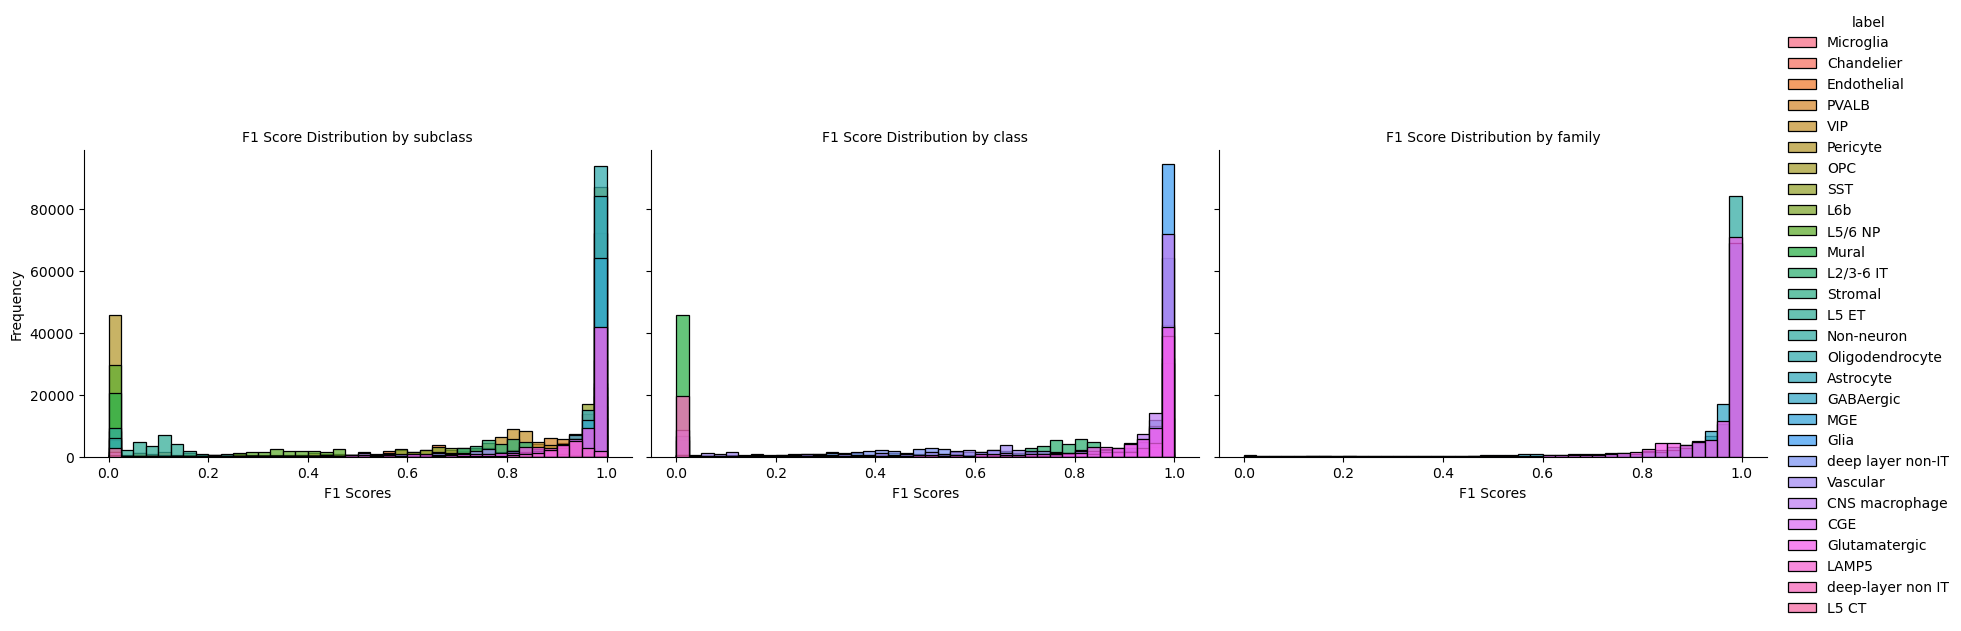 label
Microglia
Chandelier
Endothelial
PVALB
VIP
Pericyte
OPC
SST
L6b
L5/6 NP
Mural
L2/3-6 IT
Stromal
L5 ET
Non-neuron
Oligodendrocyte
Astrocyte
GABAergic
MGE
Glia
deep layer non-IT
Vascular
CNS macrophage
CGE
Glutamatergic
LAMP5
deep-layer non IT
L5 CT
F1 Score Distribution by subclass
F1 Score Distribution by class
F1 Score Distribution by family
Frequency
80000
60000
40000
20000
0
0.0 0.2 0.4 0.6 0.8 1.0
0.0 0.2 0.4 0.6 0.8 1.0
0.0 0.2 0.4 0.6 0.8 1.0
F1 Scores
F1 Scores
F1 Scores